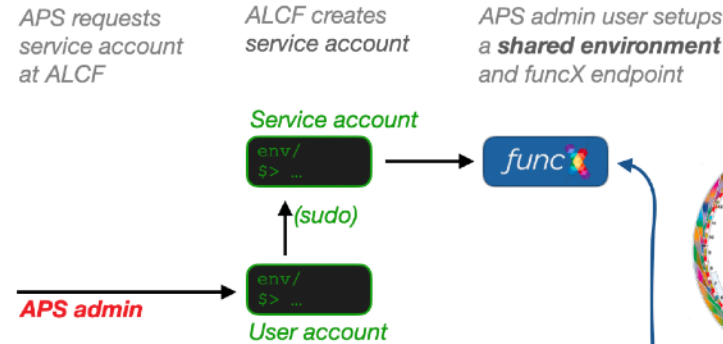 APS requests
service account
at ALCF
ALCF creates
service account
APS admin user setups
a shared environment
and funcX endpoint
Service account
env/
$> …
funcX
(sudo)
env/
$> …
APS admin
User account